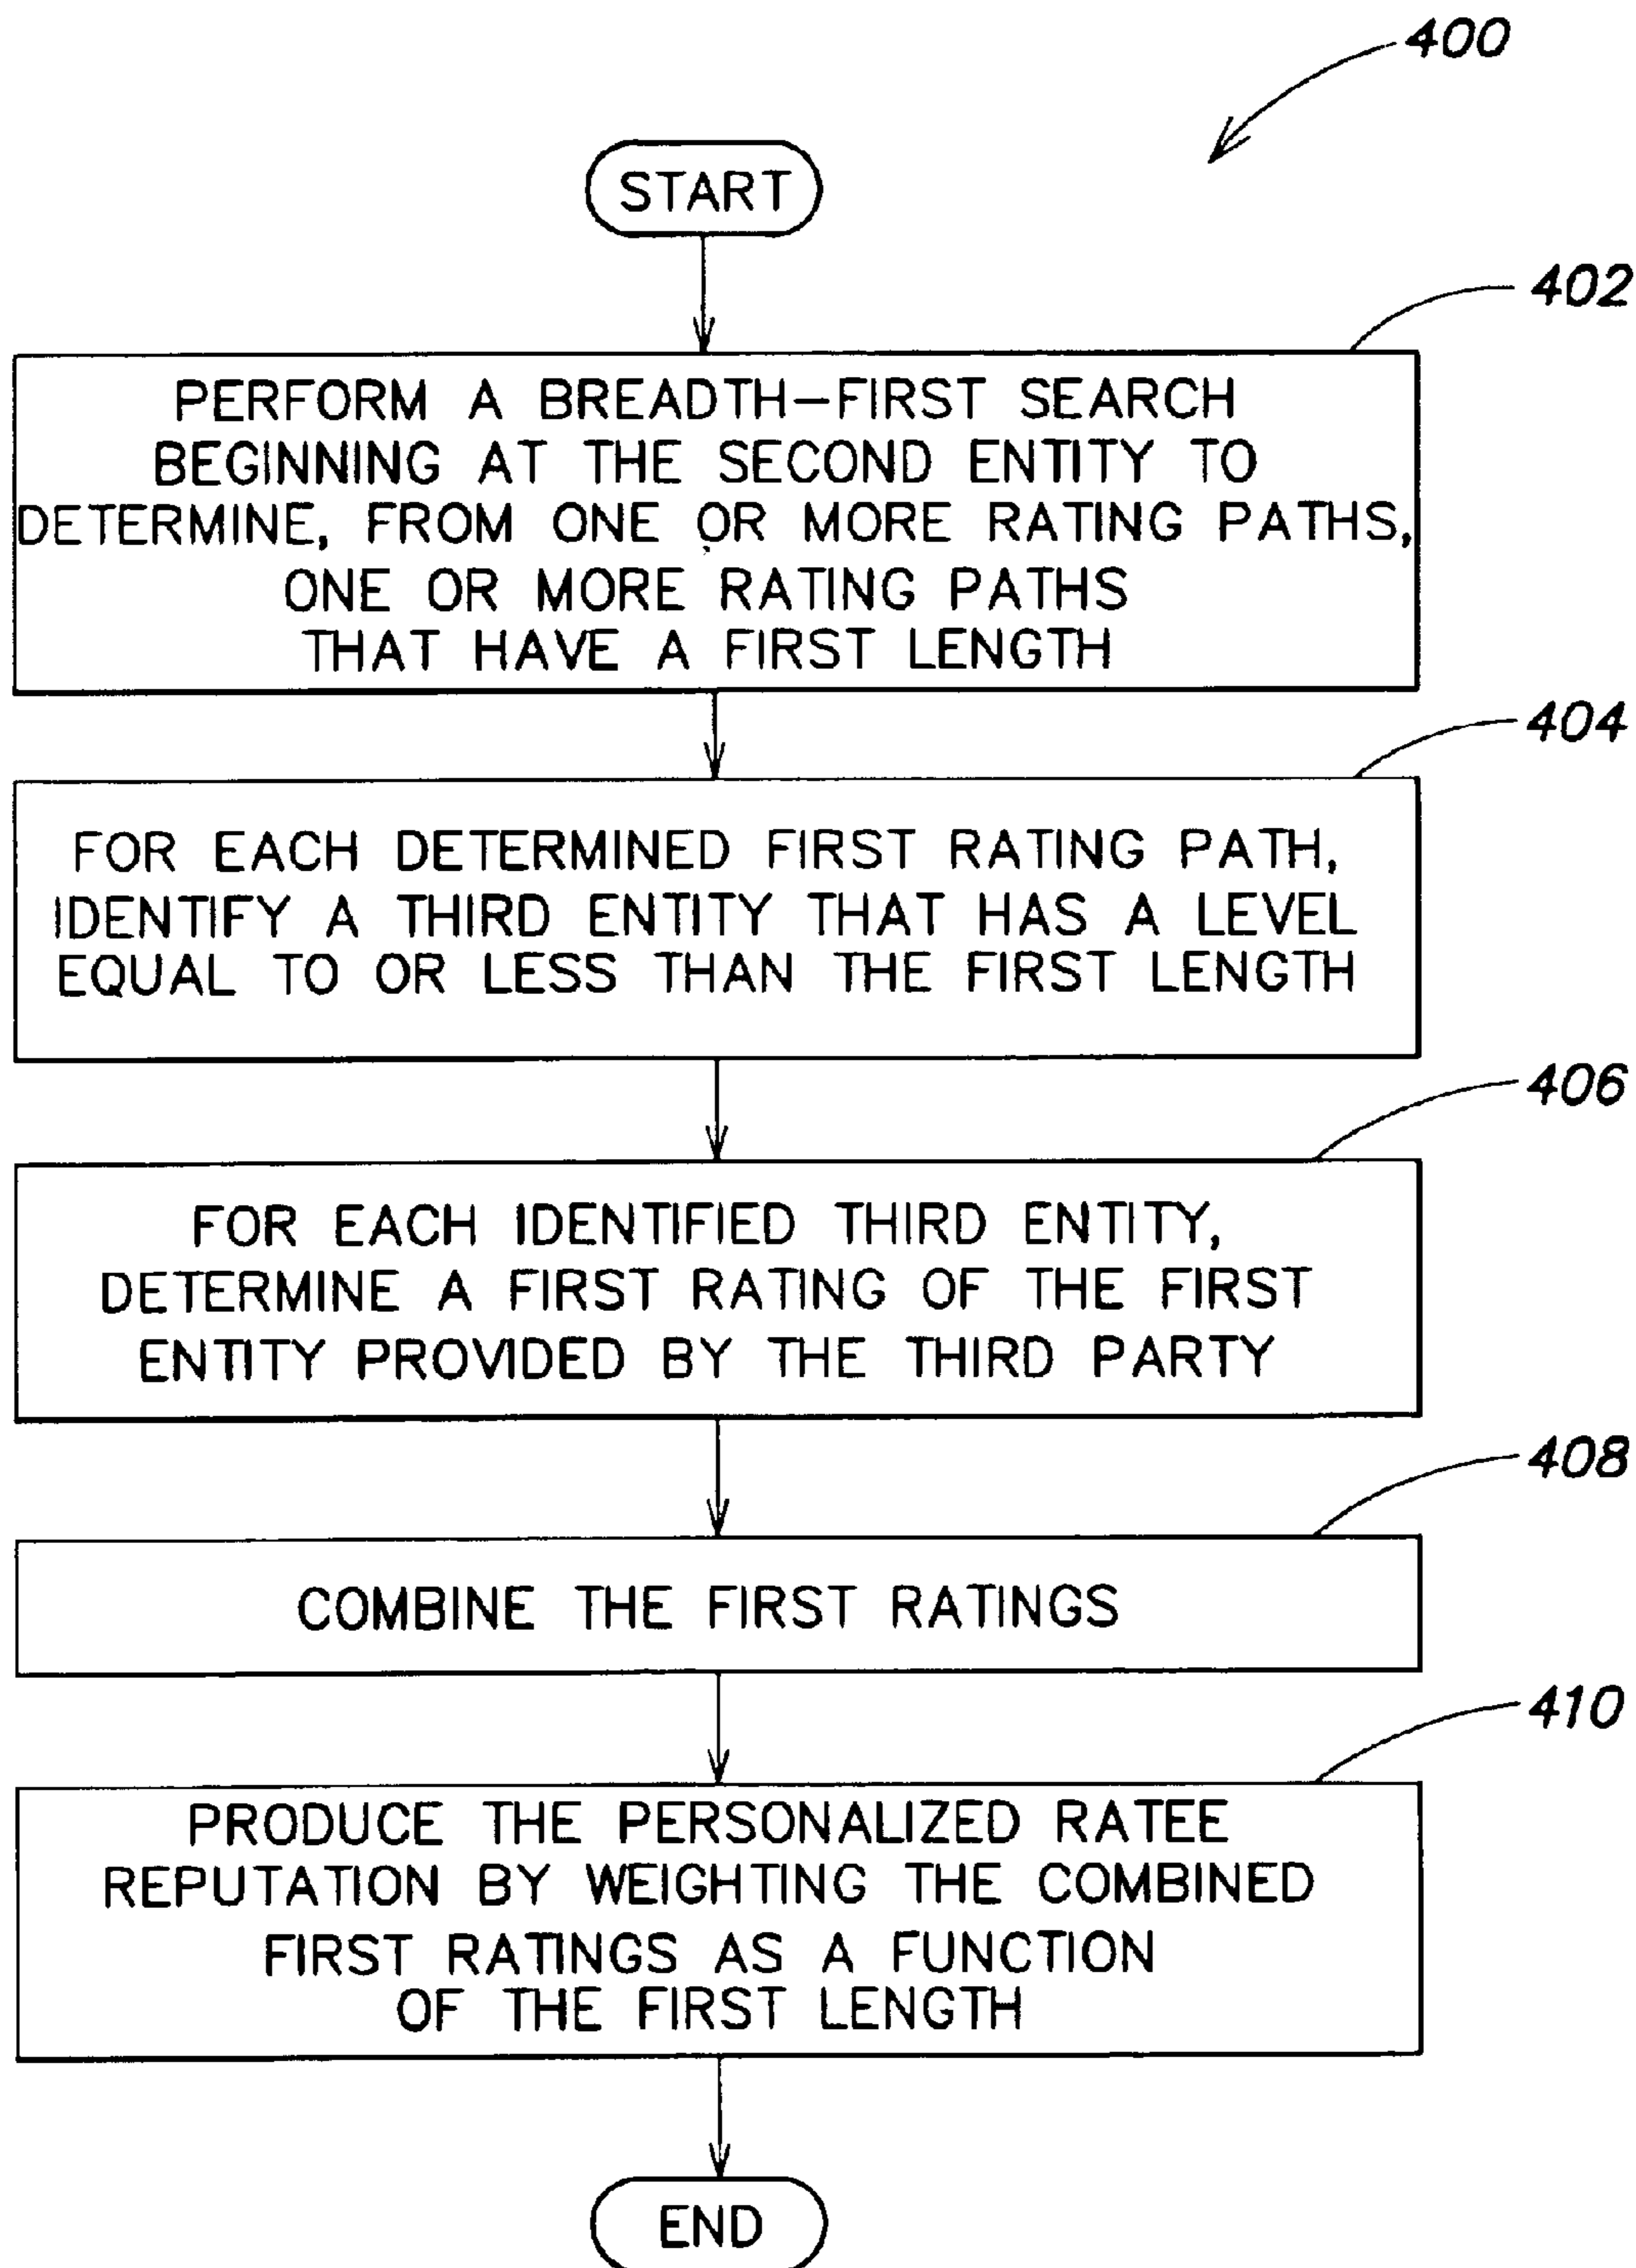 400
START
402
PERFORM A BREADTH-FIRST SEARCH
BEGINNING AT THE SECOND ENTITY TO
DETERMINE, FROM ONE OR MORE RATING PATHS,
ONE OR MORE RATING PATHS
THAT HAVE A FIRST LENGTH
404
FOR EACH DETERMINED FIRST RATING PATH,
IDENTIFY A THIRD ENTITY THAT HAS A LEVEL
EQUAL TO OR LESS THAN THE FIRST LENGTH
406
FOR EACH IDENTIFIED THIRD ENTITY,
DETERMINE A FIRST RATING OF THE FIRST
ENTITY PROVIDED BY THE THIRD PARTY
408
COMBINE THE FIRST RATINGS
410
PRODUCE THE PERSONALIZED RATEE
REPUTATION BY WEIGHTING THE COMBINED
FIRST RATINGS AS A FUNCTION
OF THE FIRST LENGTH
END